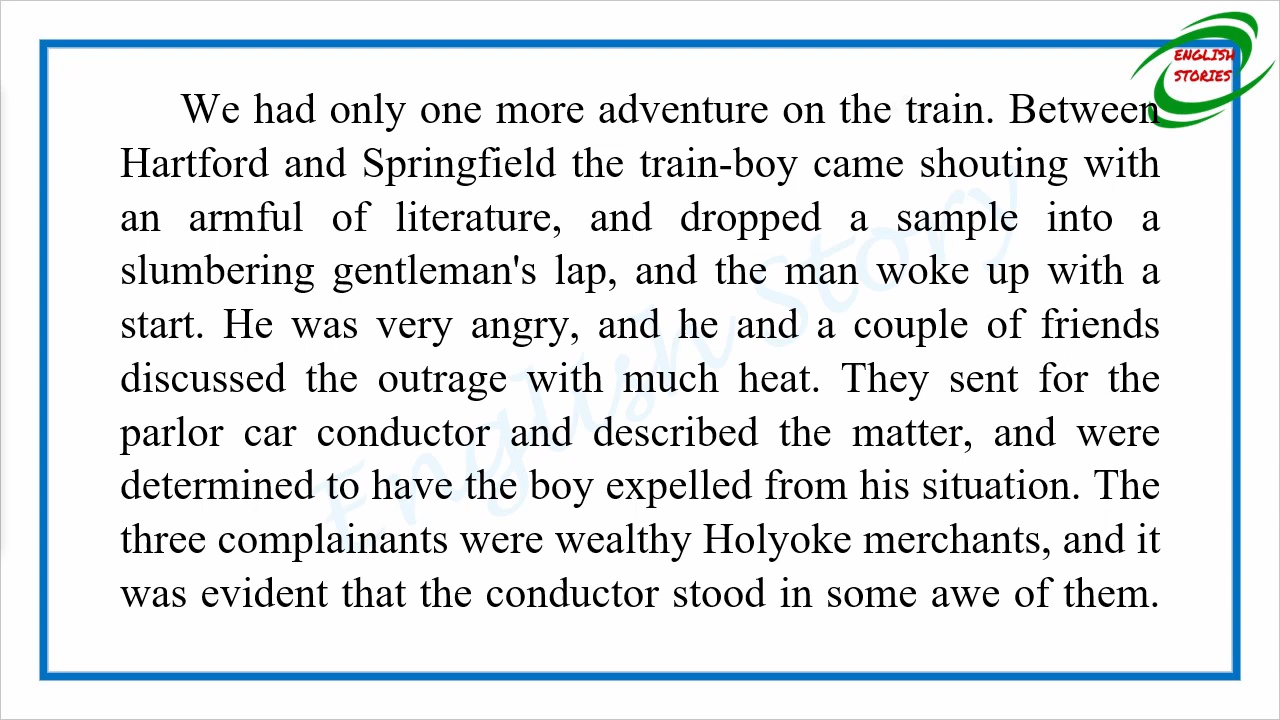 ENGLISH
STORIES
We had only one more adventure on the train. Between
Hartford and Springfield the train-boy came shouting with
an armful of literature, and dropped a sample into a
slumbering gentleman's lap, and the man woke up with a
start. He was very angry, and he and a couple of friends
discussed the outrage with much heat. They sent for the
parlor car conductor and described the matter, and were
determined to have the boy expelled from his situation. The
three complainants were wealthy Holyoke merchants, and it
was evident that the conductor stood in some awe of them.
English Story